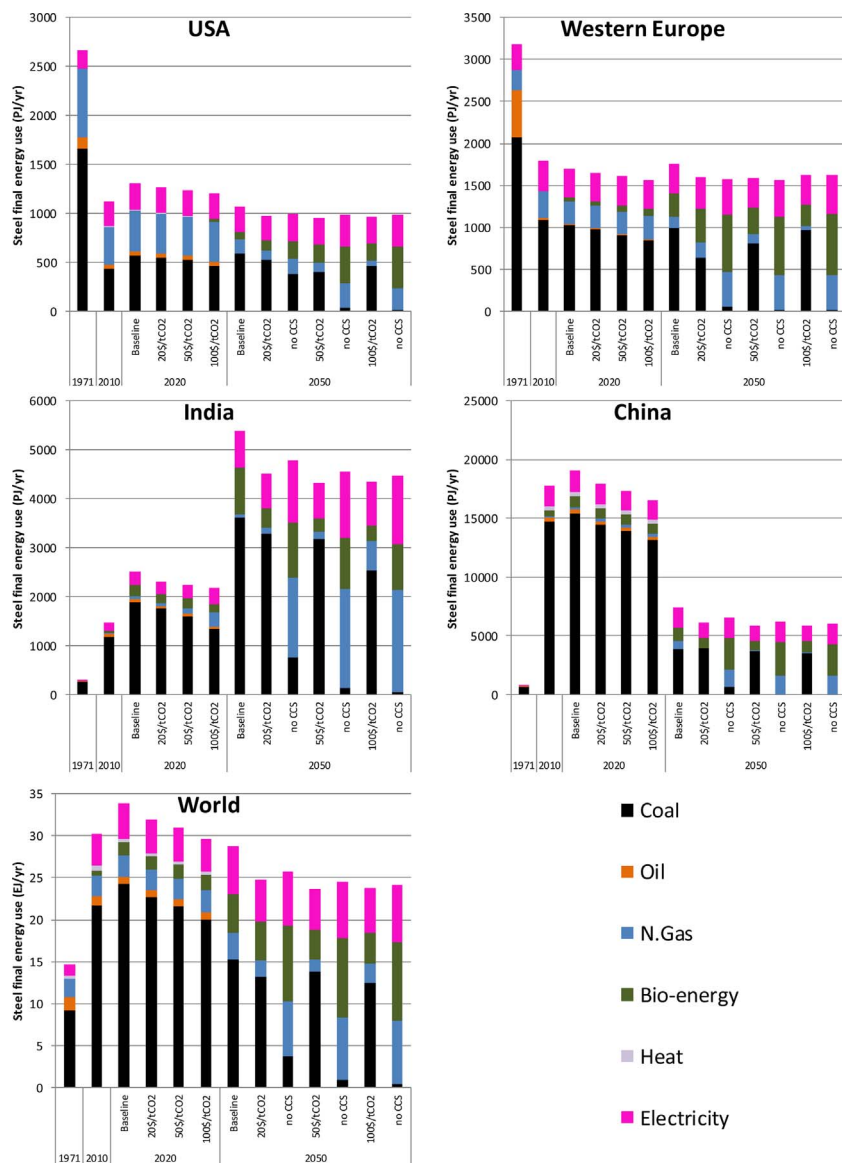 USA
Steel final energy use (PJ/yr)
3000
2500
2000
1500
1000
500
0
Baseline
20$/tCO2
50$/tCO2
100$/tCO2
Baseline
20$/tCO2
no CCS
50$/tCO2
no CCS
100$/tCO2
no CCS
1971 2010 2020 2050
Western Europe
Steel final energy use (PJ/yr)
3500
3000
2500
2000
1500
1000
500
0
Baseline
20$/tCO2
50$/tCO2
100$/tCO2
Baseline
20$/tCO2
no CCS
50$/tCO2
no CCS
100$/tCO2
no CCS
1971 2010 2020 2050
India
Steel final energy use (PJ/yr)
6000
5000
4000
3000
2000
1000
0
Baseline
20$/tCO2
50$/tCO2
100$/tCO2
Baseline
20$/tCO2
no CCS
50$/tCO2
no CCS
100$/tCO2
no CCS
1971 2010 2020 2050
China
Steel final energy use (PJ/yr)
25000
20000
15000
10000
5000
0
Baseline
20$/tCO2
50$/tCO2
100$/tCO2
Baseline
20$/tCO2
no CCS
50$/tCO2
no CCS
100$/tCO2
no CCS
1971 2010 2020 2050
World
Steel final energy use (EJ/yr)
35
30
25
20
15
10
5
0
Baseline
20$/tCO2
50$/tCO2
100$/tCO2
Baseline
20$/tCO2
no CCS
50$/tCO2
no CCS
100$/tCO2
no CCS
1971 2010 2020 2050
Coal
Oil
N.Gas
Bio-energy
Heat
Electricity